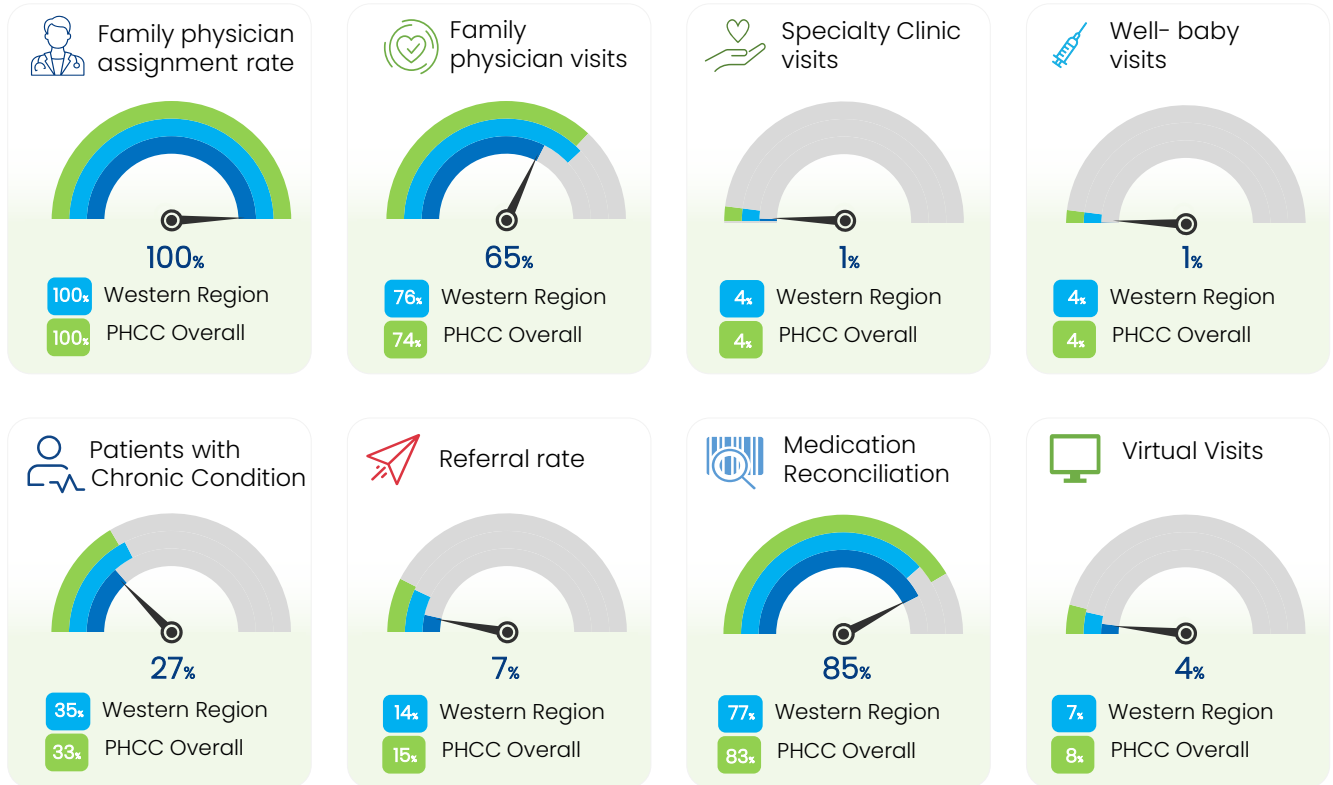 Family physician
assignment rate
100%
100% Western Region
100% PHCC Overall
Family
physician visits
65%
76% Western Region
74% PHCC Overall
Specialty Clinic
visits
1%
4% Western Region
4% PHCC Overall
Well- baby
visits
1%
4% Western Region
4% PHCC Overall
Patients with
Chronic Condition
27%
35% Western Region
33% PHCC Overall
Referral rate
7%
14% Western Region
15% PHCC Overall
Medication
Reconciliation
85%
77% Western Region
83% PHCC Overall
Virtual Visits
4%
7% Western Region
8% PHCC Overall